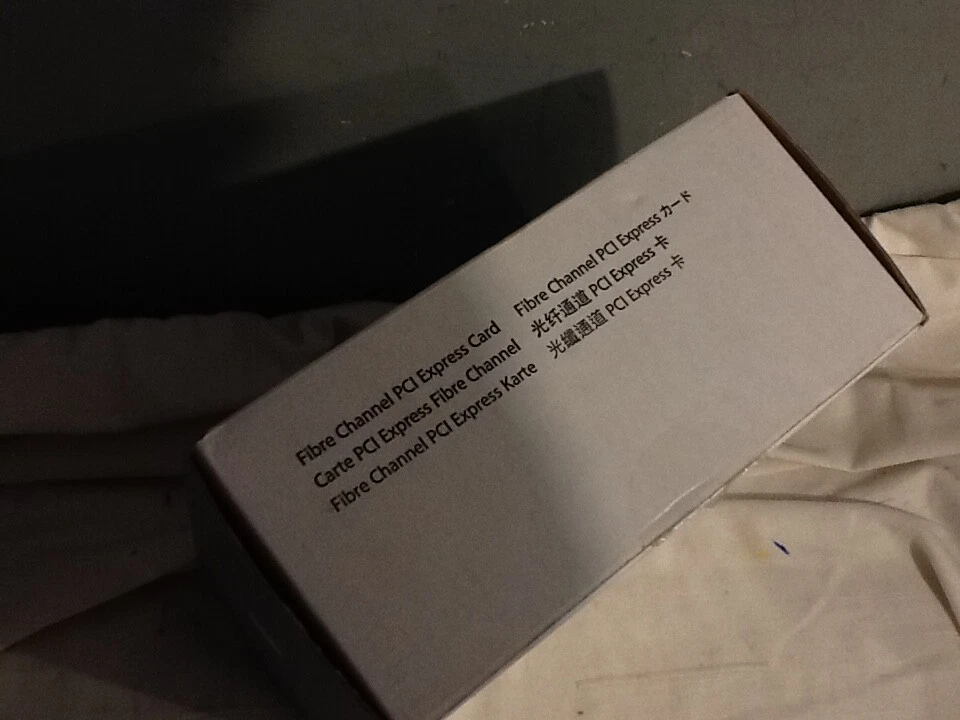 Fibre Channel PCI Express Card
Carte PCI Express Fibre Channel
Fibre Channel PCI Express Karte
Fibre Channel PCI Express カード
光纤通道 PCI Express 卡
光纖通道 PCI Express 卡